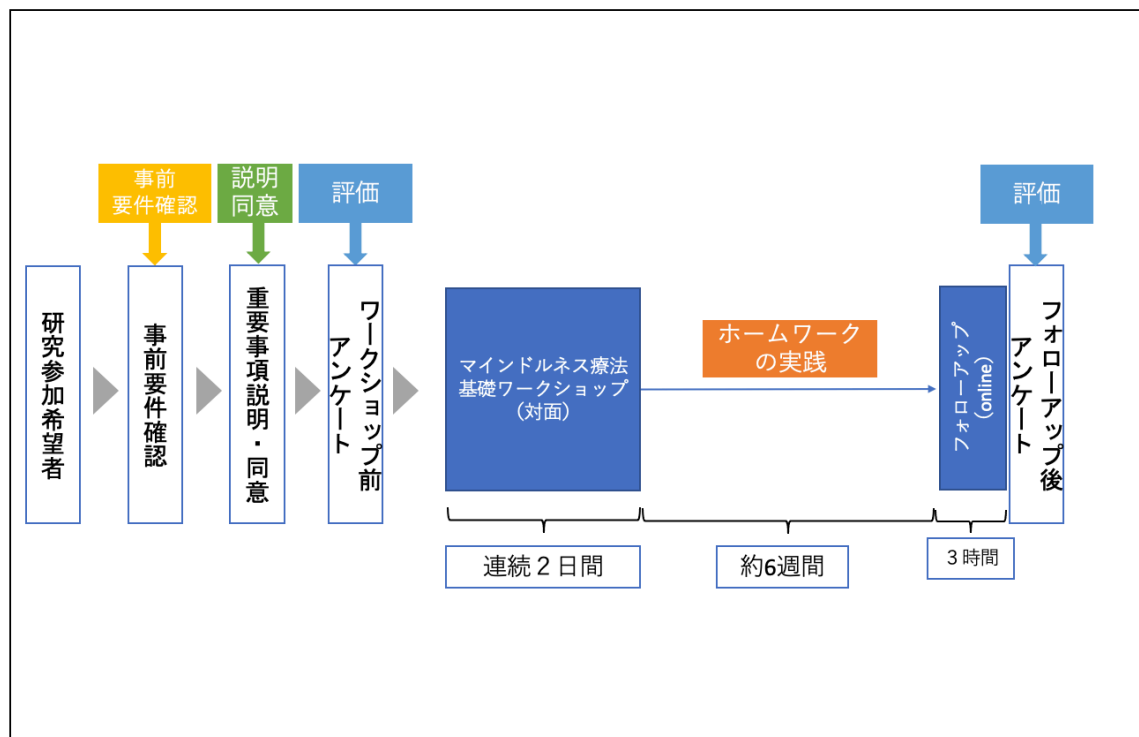 事前
要件確認
説明
同意
評価
評価
研究参加希望者
事前要件確認
重要事項説明・同意
ワークショップ前
アンケート
マインドルネス療法
基礎ワークショップ
（対面）
ホームワーク
の実践
フォローアップ
（online）
フォローアップ後
アンケート
連続２日間
約6週間
３時間